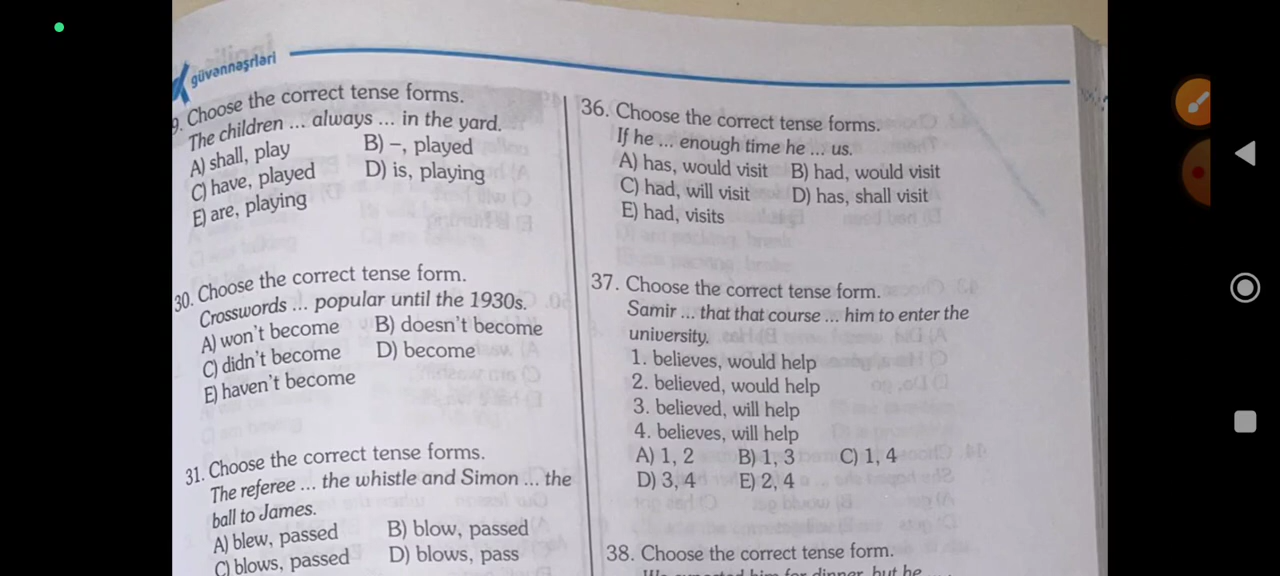 güvənnəşrləri
9. Choose the correct tense forms.
The children ... always ... in the yard.
A) shall, play B) –, played
C) have, played D) is, playing
E) are, playing
30. Choose the correct tense form.
Crosswords ... popular until the 1930s.
A) won't become B) doesn't become
C) didn't become D) become
E) haven't become
31. Choose the correct tense forms.
The referee ... the whistle and Simon ... the
ball to James.
A) blew, passed B) blow, passed
C) blows, passed D) blows, pass
36. Choose the correct tense forms.
If he ... enough time he ... us.
A) has, would visit B) had, would visit
C) had, will visit D) has, shall visit
E) had, visits
37. Choose the correct tense form.
Samir ... that that course ... him to enter the
university.
1. believes, would help
2. believed, would help
3. believed, will help
4. believes, will help
A) 1, 2 B) 1, 3 C) 1, 4
D) 3, 4 E) 2, 4
38. Choose the correct tense form.
We expected him for dinner, but he